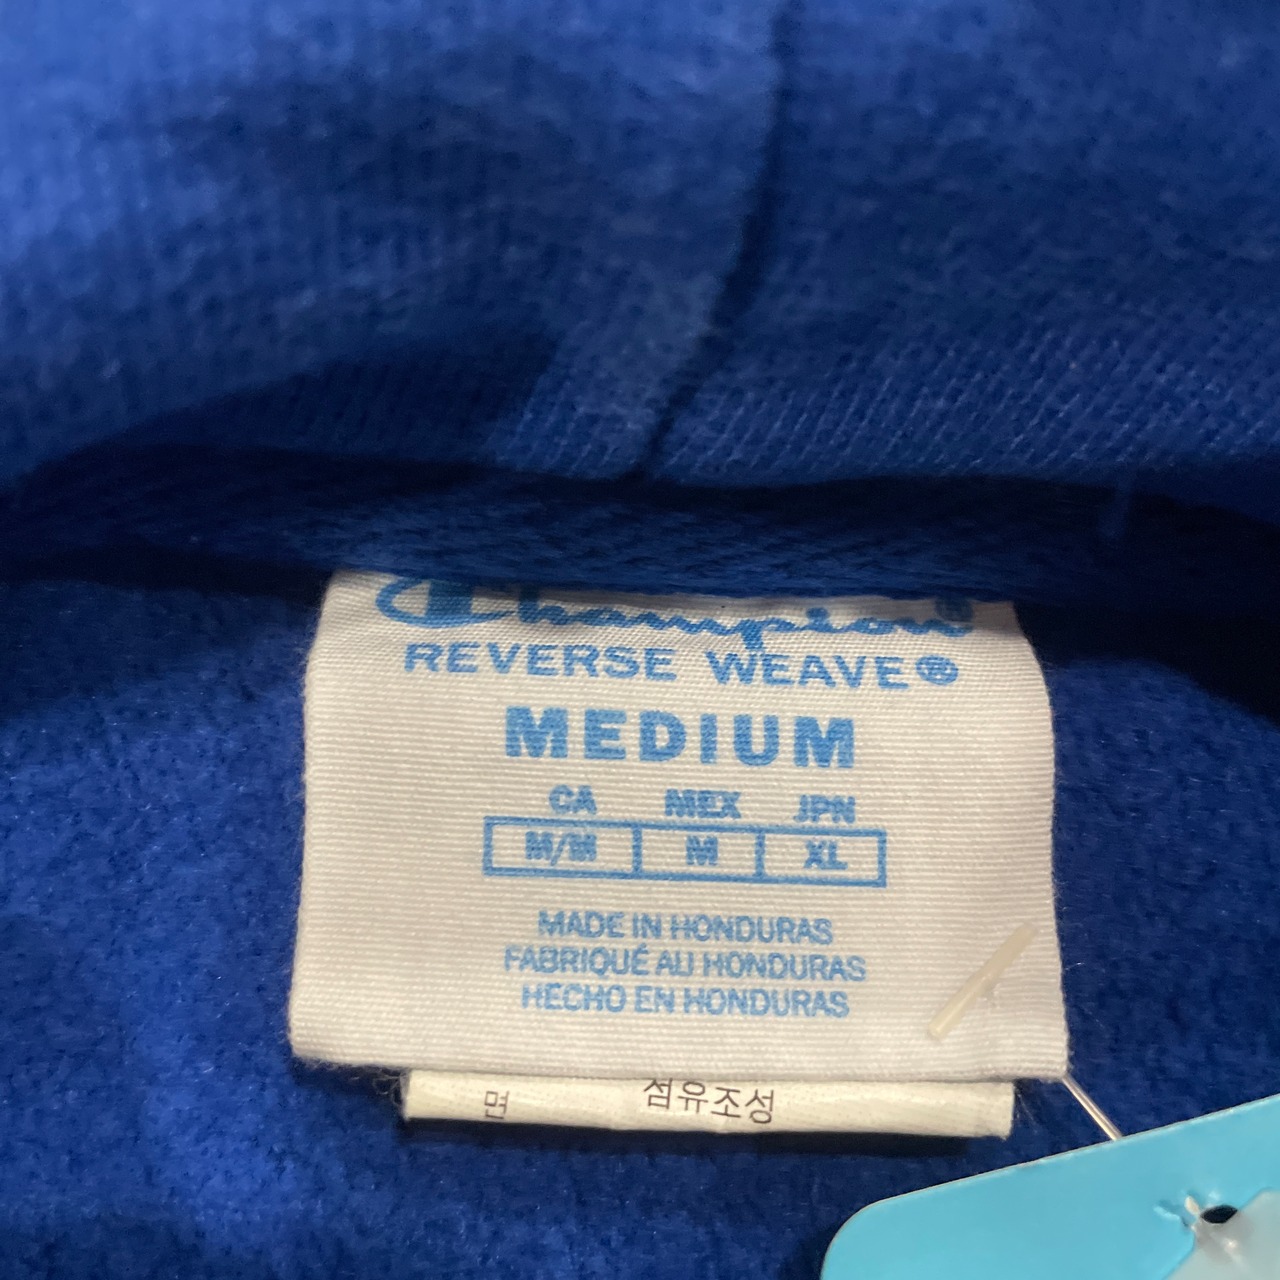 Champion®
REVERSE WEAVE®
MEDIUM
CA MEX JPN
M/M M XL
MADE IN HONDURAS
FABRIQUÉ AU HONDURAS
HECHO EN HONDURAS
면 섬유조성